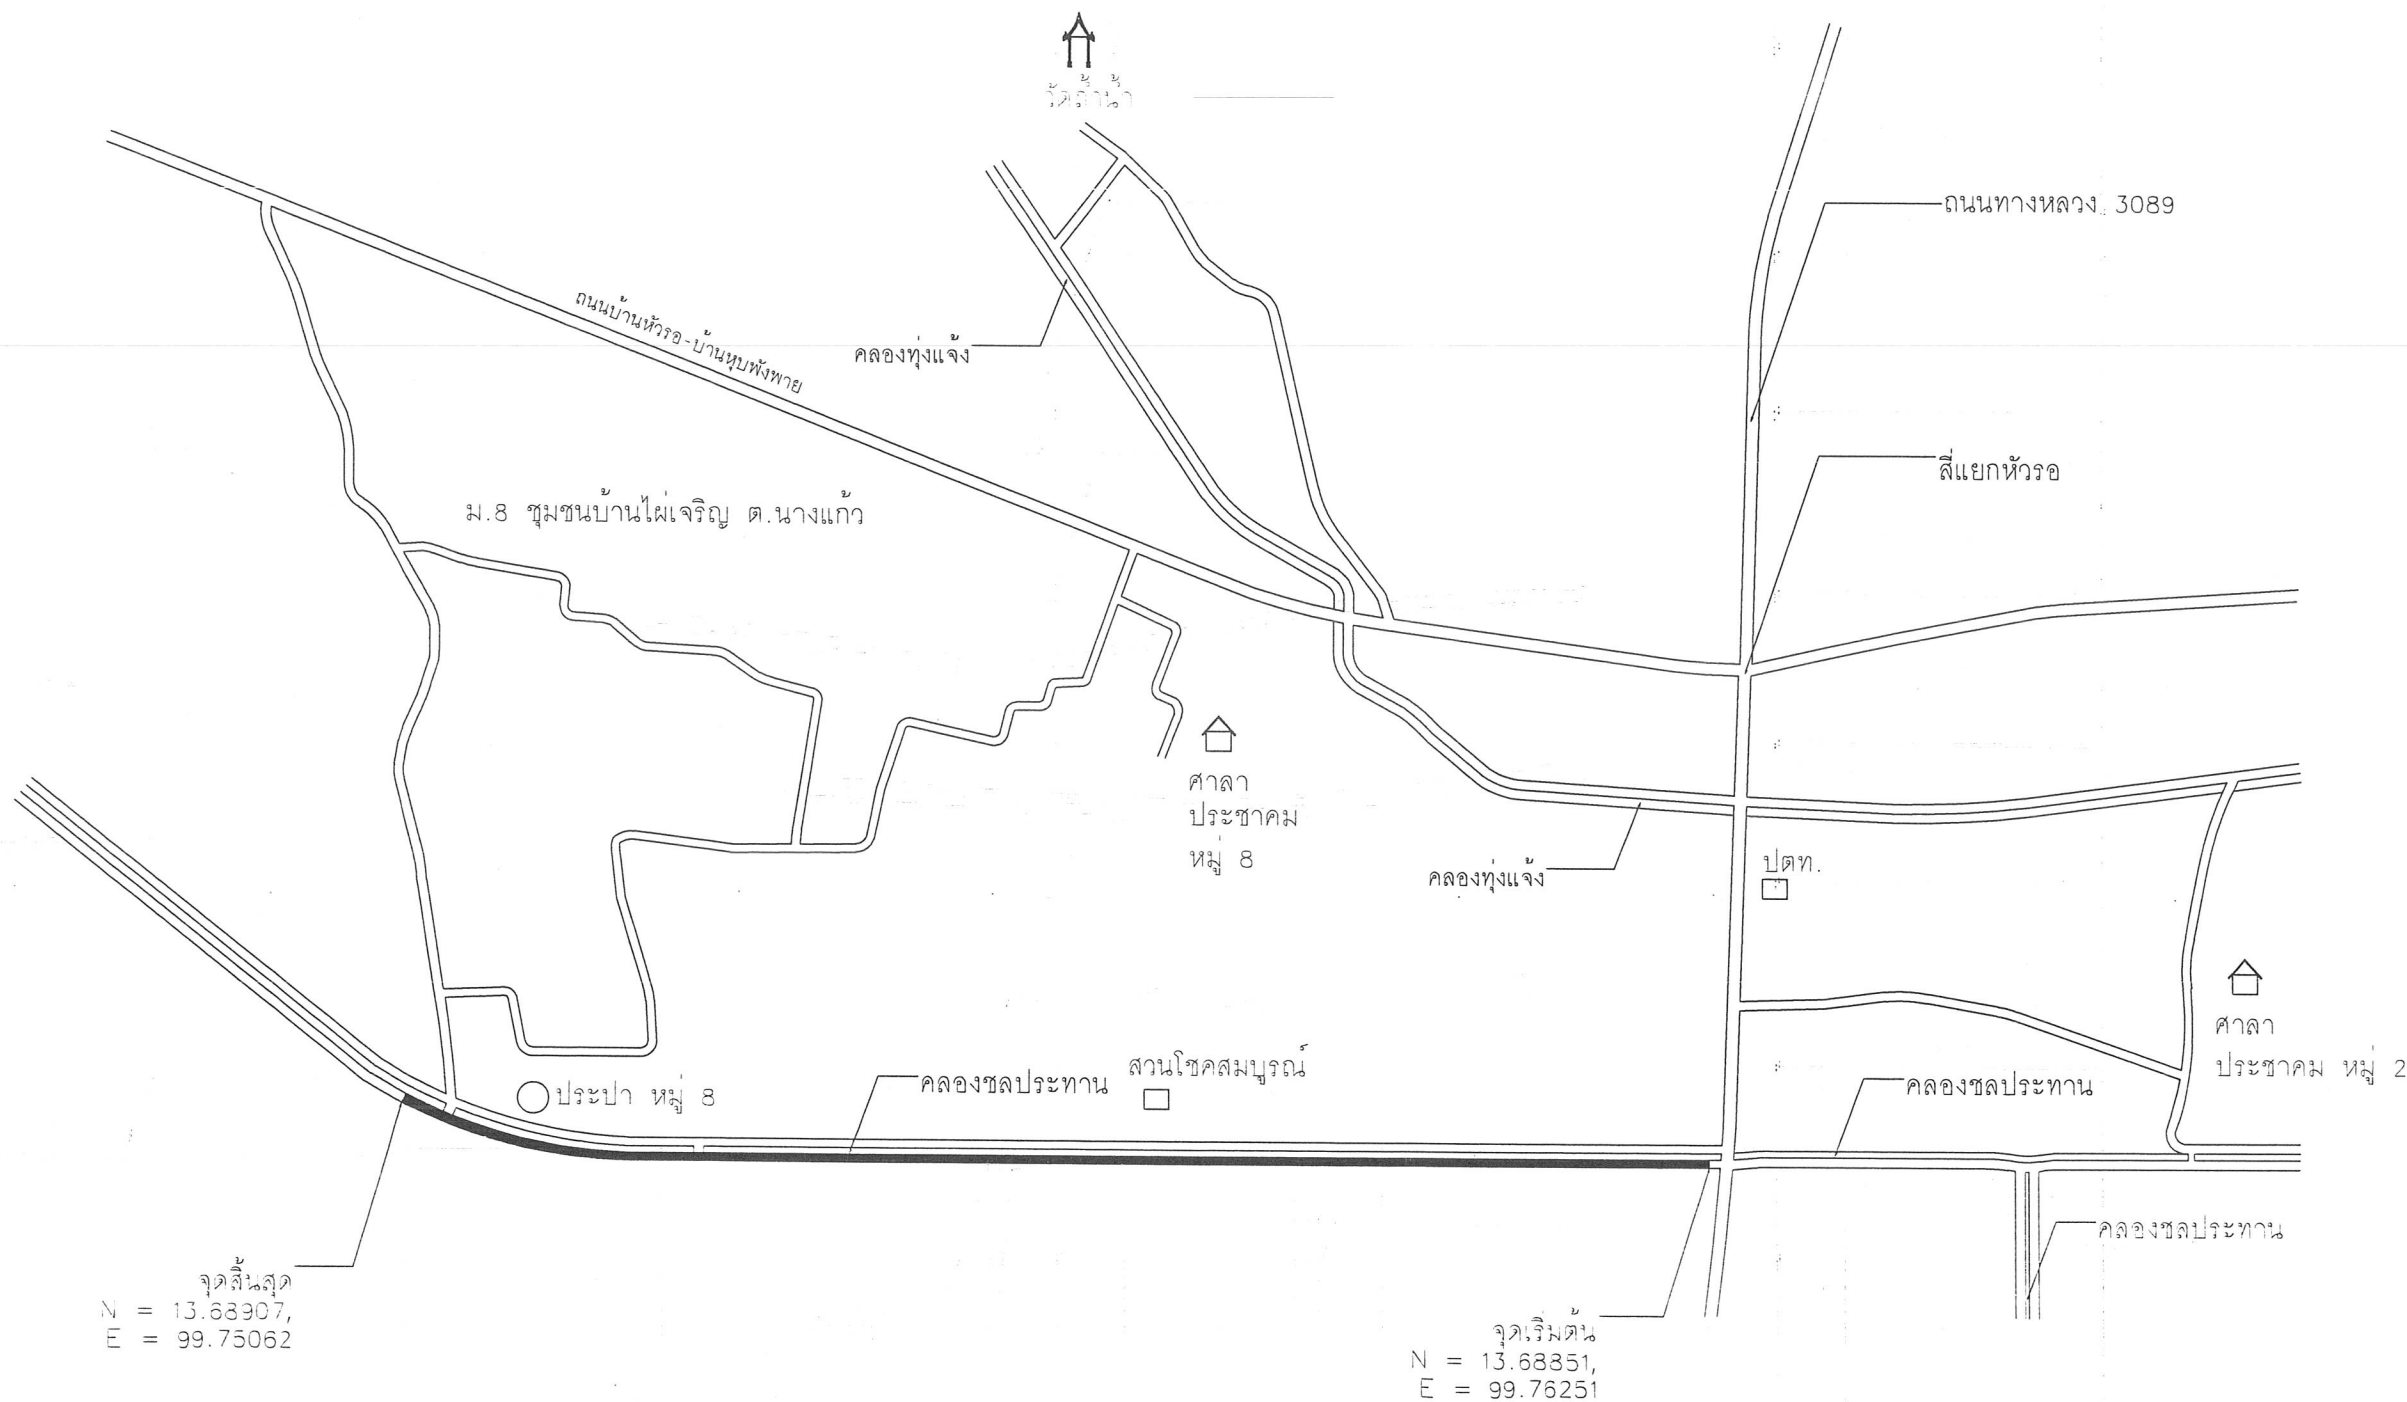 วัดถ้ำน้ำ
ถนนทางหลวง 3089
ถนนบ้านหัวรอ-บ้านหุบพังพาย
คลองทุ่งแจ้ง
สี่แยกหัวรอ
ม.8 ชุมชนบ้านไผ่เจริญ ต.นางแก้ว
ศาลา
ประชาคม
หมู่ 8
คลองทุ่งแจ้ง
ปตท.
ศาลา
ประชาคม หมู่ 2
ประปา หมู่ 8
คลองชลประทาน
สวนโชคสมบูรณ์
คลองชลประทาน
คลองชลประทาน
จุดสิ้นสุด
N = 13.68907,
E = 99.75062
จุดเริ่มต้น
N = 13.68851,
E = 99.76251